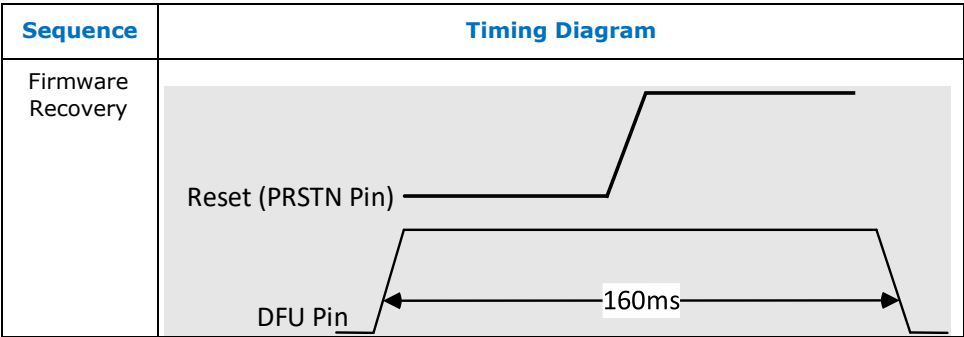 Sequence
Timing Diagram
Firmware
Recovery
Reset (PRSTN Pin)
160ms
DFU Pin